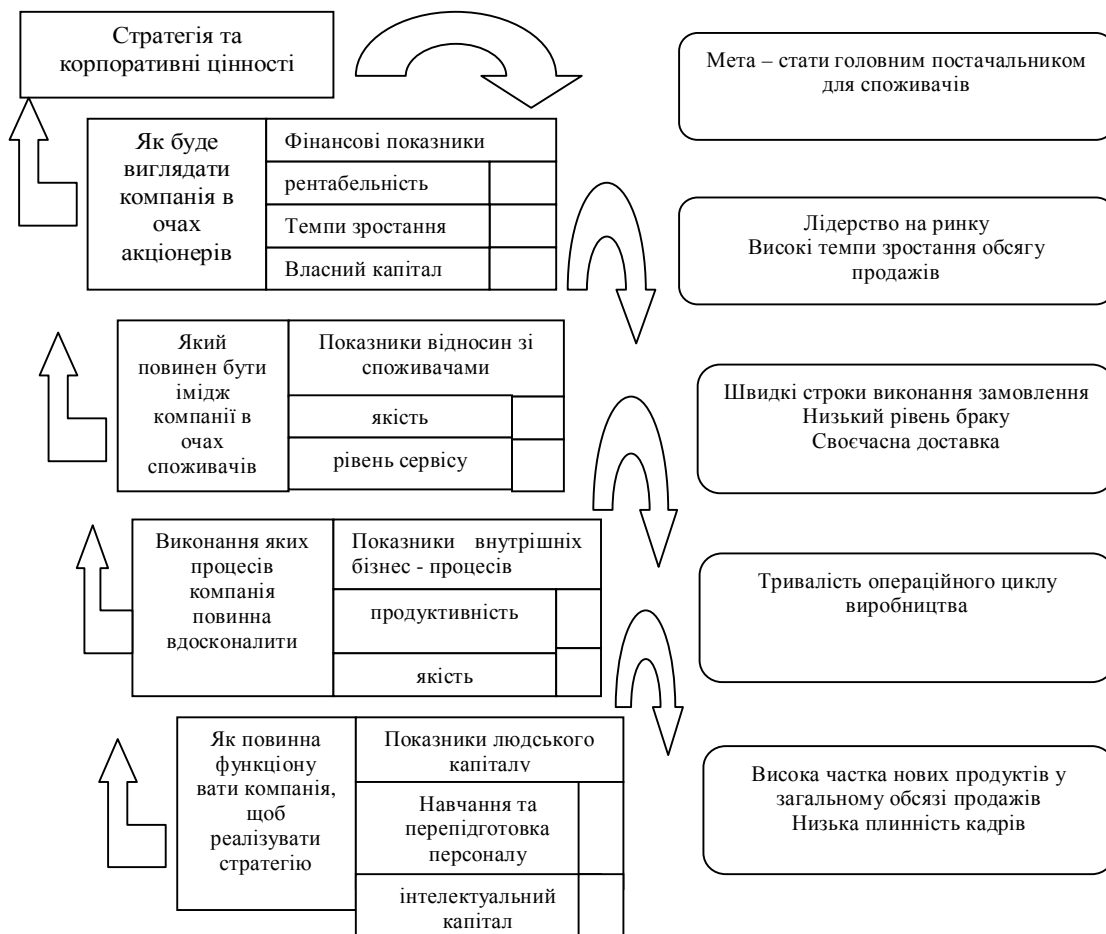 Стратегія та
корпоративні цінності
Мета – стати головним постачальником
для споживачів
Як буде
виглядати
компанія в
очах
акціонерів
Фінансові показники
рентабельність
Темпи зростання
Власний капітал
Лідерство на ринку
Високі темпи зростання обсягу
продажів
Який
повинен бути
імідж
компанії в
очах
споживачів
Показники відносин зі
споживачами
якість
рівень сервісу
Швидкі строки виконання замовлення
Низький рівень браку
Своєчасна доставка
Виконання яких
процесів
компанія
повинна
вдосконалити
Показники внутрішніх
бізнес - процесів
продуктивність
якість
Тривалість операційного циклу
виробництва
Як повинна
функціону
вати компанія,
щоб
реалізувати
стратегію
Показники людського
капіталу
Навчання та
перепідготовка
персоналу
інтелектуальний
капітал
Висока частка нових продуктів у
загальному обсязі продажів
Низька плинність кадрів